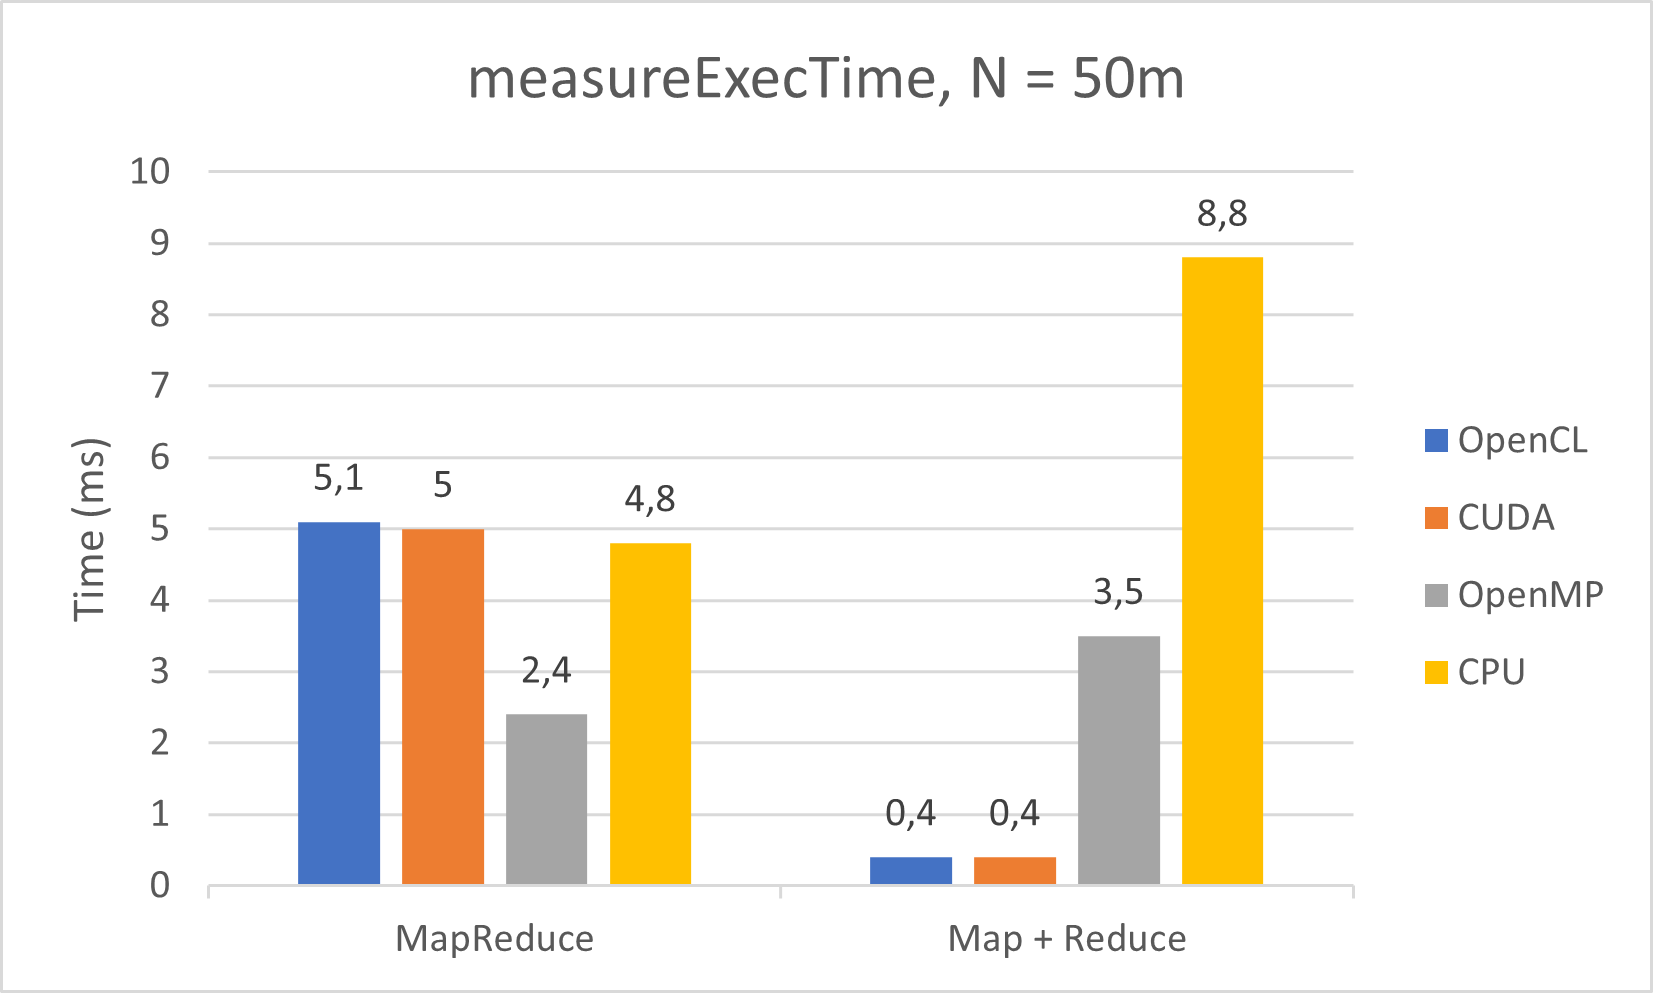 measureExecTime, N = 50m
Time (ms)
10
9
8
7
6
5
4
3
2
1
0
5,1
5
2,4
4,8
0,4
0,4
3,5
8,8
MapReduce
Map + Reduce
OpenCL
CUDA
OpenMP
CPU